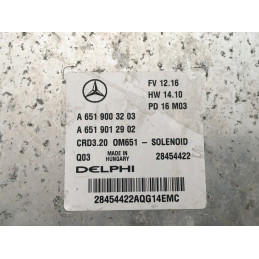 FV 12.16
HW 14.10
PD 16 M03
A 651 900 32 03
A 651 901 29 02
CRD3.20 OM651 - SOLENOID
Q03 MADE IN HUNGARY 28454422
DELPHI
28454422AQG14EMC